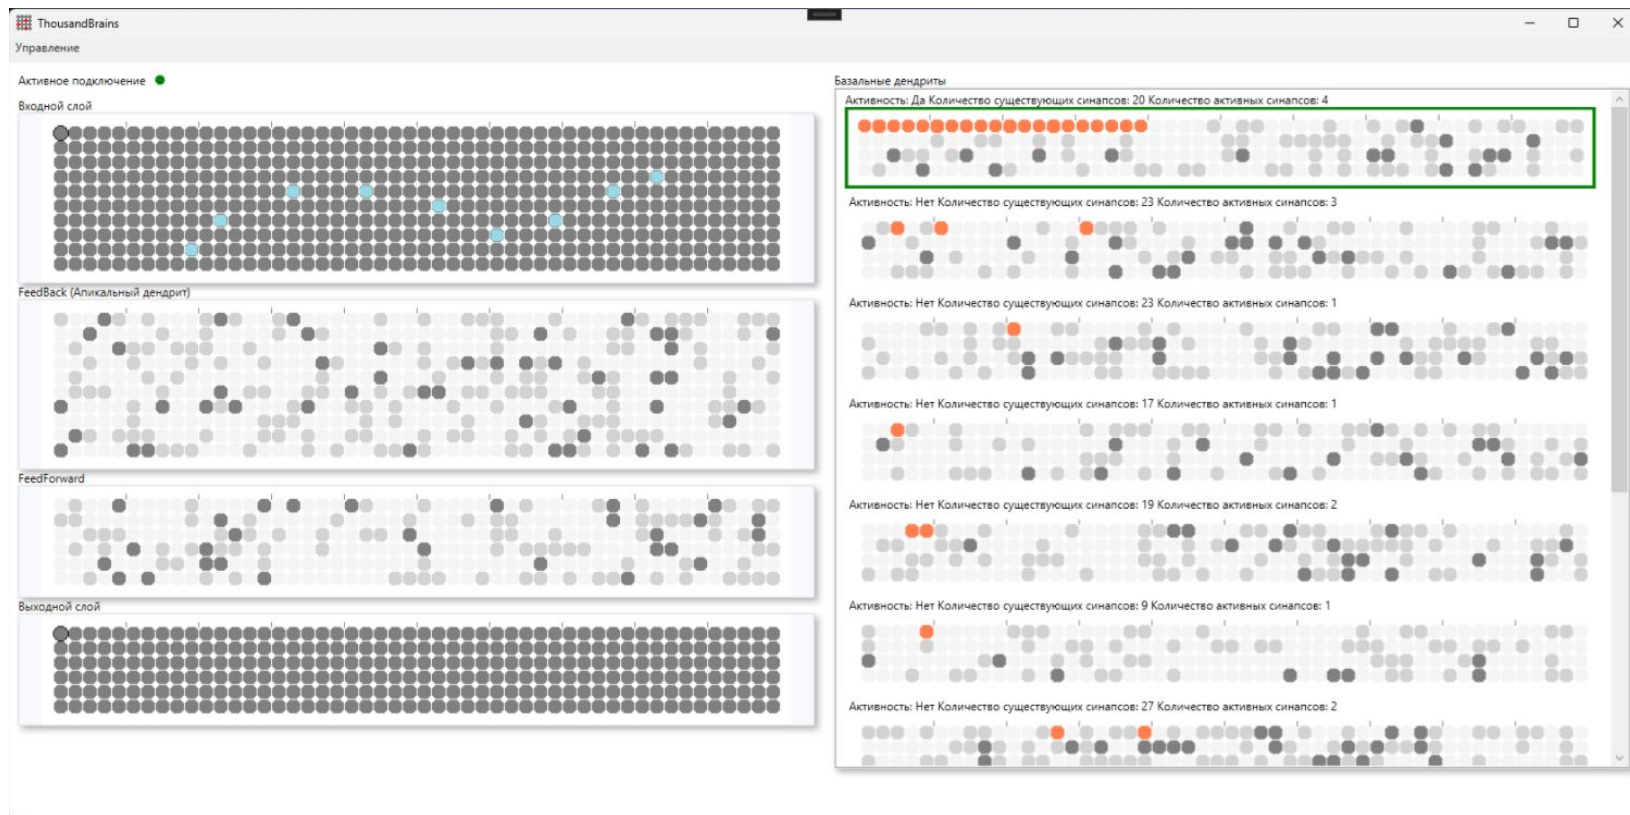 ThousandBrains
Управление
Активное подключение
Входной слой
FeedBack (Апикальный дендрит)
FeedForward
Выходной слой
Базальные дендриты
Активность: Да Количество существующих синапсов: 20 Количество активных синапсов: 4
Активность: Нет Количество существующих синапсов: 23 Количество активных синапсов: 3
Активность: Нет Количество существующих синапсов: 23 Количество активных синапсов: 1
Активность: Нет Количество существующих синапсов: 17 Количество активных синапсов: 1
Активность: Нет Количество существующих синапсов: 19 Количество активных синапсов: 2
Активность: Нет Количество существующих синапсов: 9 Количество активных синапсов: 1
Активность: Нет Количество существующих синапсов: 27 Количество активных синапсов: 2